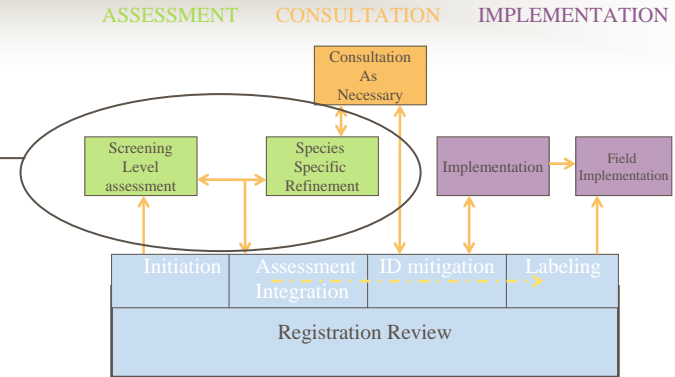 ASSESSMENT CONSULTATION IMPLEMENTATION
Consultation
As
Necessary
Screening
Level
assessment
Species
Specific
Refinement
Implementation
Field
Implementation
Initiation
Assessment
Integration
ID mitigation
Labeling
Registration Review